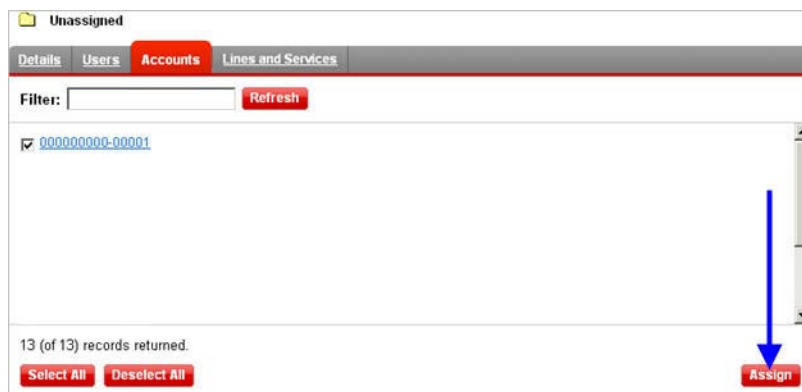 Unassigned
Details Users Accounts Lines and Services
Filter: Refresh
000000000-00001
13 (of 13) records returned.
Select All Deselect All Assign